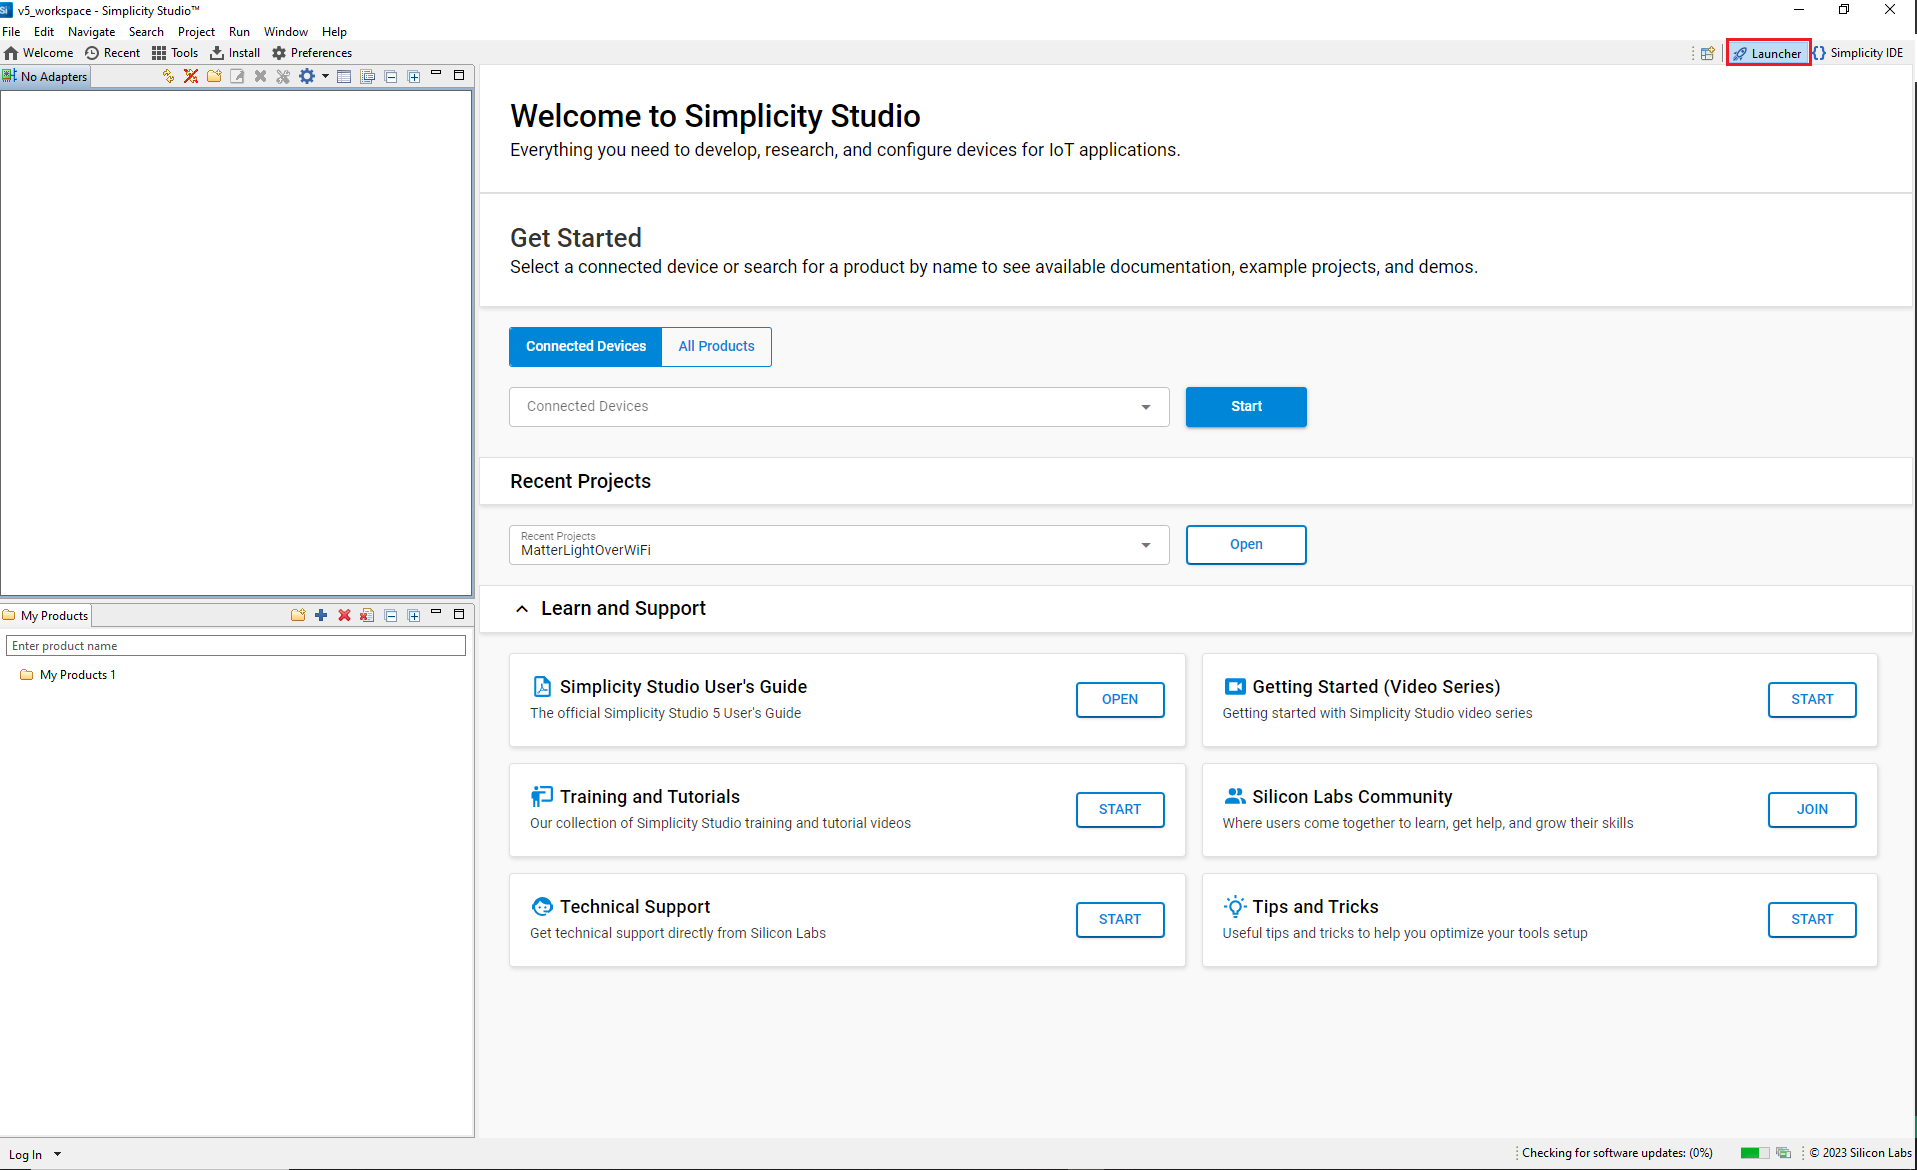 v5_workspace - Simplicity Studio™
File Edit Navigate Search Project Run Window Help
Welcome Recent Tools Install Preferences
Launcher Simplicity IDE
No Adapters
Welcome to Simplicity Studio
Everything you need to develop, research, and configure devices for IoT applications.
Get Started
Select a connected device or search for a product by name to see available documentation, example projects, and demos.
Connected Devices All Products
Connected Devices Start
Recent Projects
Recent Projects
MatterLightOverWiFi
Open
Learn and Support
My Products
Enter product name
My Products 1
Simplicity Studio User's Guide
The official Simplicity Studio 5 User's Guide
OPEN
Getting Started (Video Series)
Getting started with Simplicity Studio video series
START
Training and Tutorials
Our collection of Simplicity Studio training and tutorial videos
START
Silicon Labs Community
Where users come together to learn, get help, and grow their skills
JOIN
Technical Support
Get technical support directly from Silicon Labs
START
Tips and Tricks
Useful tips and tricks to help you optimize your tools setup
START
Log In
Checking for software updates: (0%)
© 2023 Silicon Labs